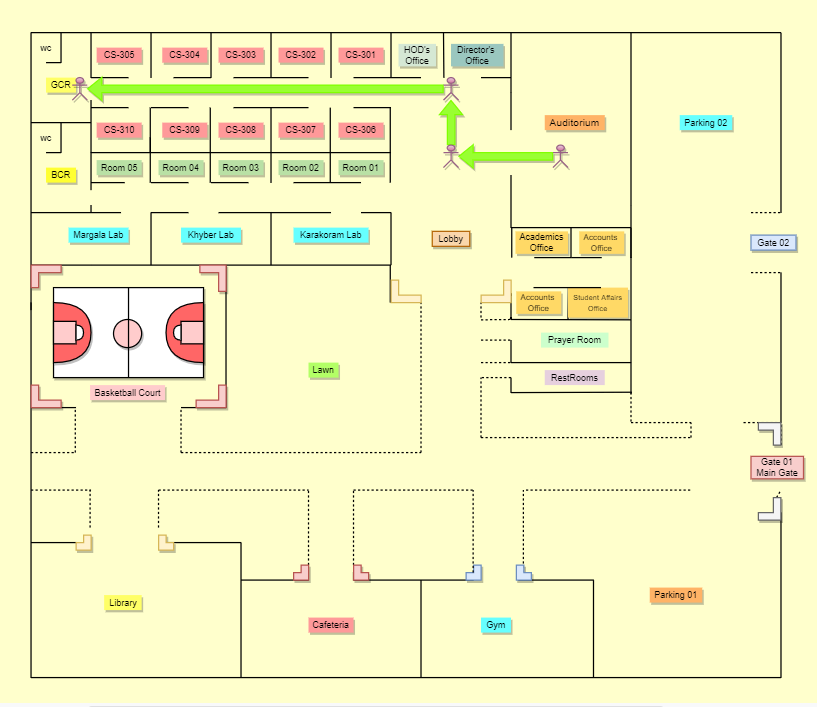 wc
CS-305
CS-304
CS-303
CS-302
CS-301
HOD's
Office
Director's
Office
GCR
Auditorium
Parking 02
wc
CS-310
CS-309
CS-308
CS-307
CS-306
BCR
Room 05
Room 04
Room 03
Room 02
Room 01
Margala Lab
Khyber Lab
Karakoram Lab
Lobby
Academics
Office
Accounts
Office
Gate 02
Accounts
Office
Student Affairs
Office
Prayer Room
Lawn
RestRooms
Basketball Court
Gate 01
Main Gate
Library
Cafeteria
Gym
Parking 01